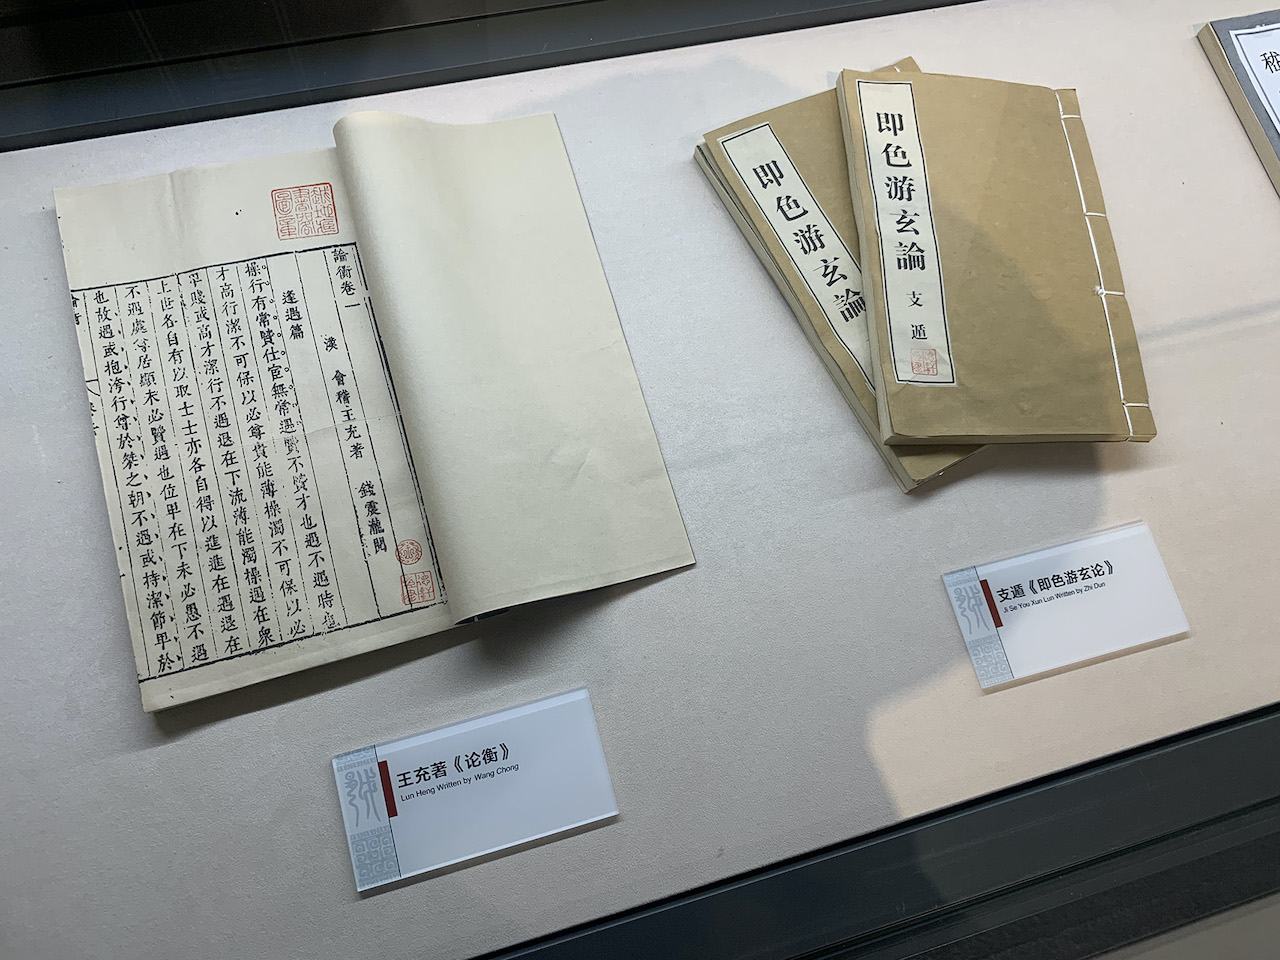 論衡卷一
漢 會稽王充著 錢震瀧閱
逢遇篇
操行有常賢仕宦無常遇賢不賢才也遇不遇時也
才高行潔不可保以必尊貴能薄操濁不可保以必
卑賤或高才潔行不遇退在下流薄能濁操遇在衆
上世各自有以取士士亦各自得以進進在遇退在
不遇處尊居顯未必賢遇也位卑在下未必愚不遇
也故遇或抱洿行尊於桀之朝不遇或持潔節卑於
王充著《论衡》
Lun Heng Written by Wang Chong
即色游玄論
即色游玄論 支遁
支遁《即色游玄论》
Ji Se You Xun Lun Written by Zhi Dun